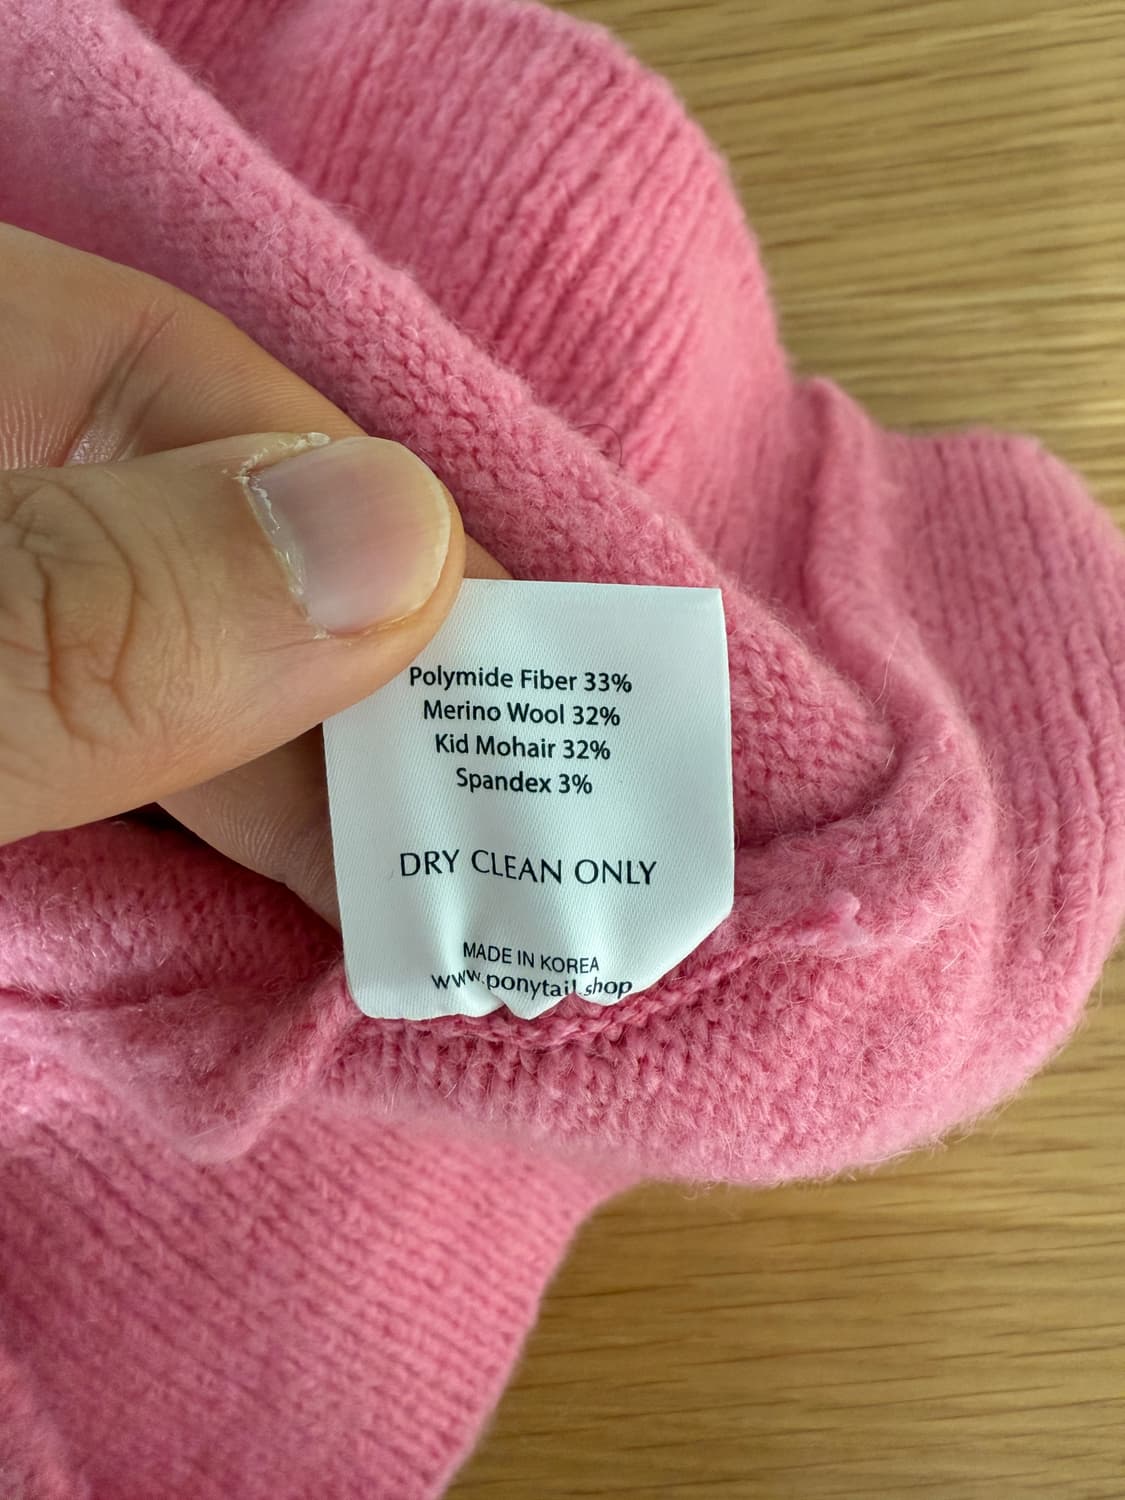 Polymide Fiber 33%
Merino Wool 32%
Kid Mohair 32%
Spandex 3%
DRY CLEAN ONLY
MADE IN KOREA
www.ponytail.shop